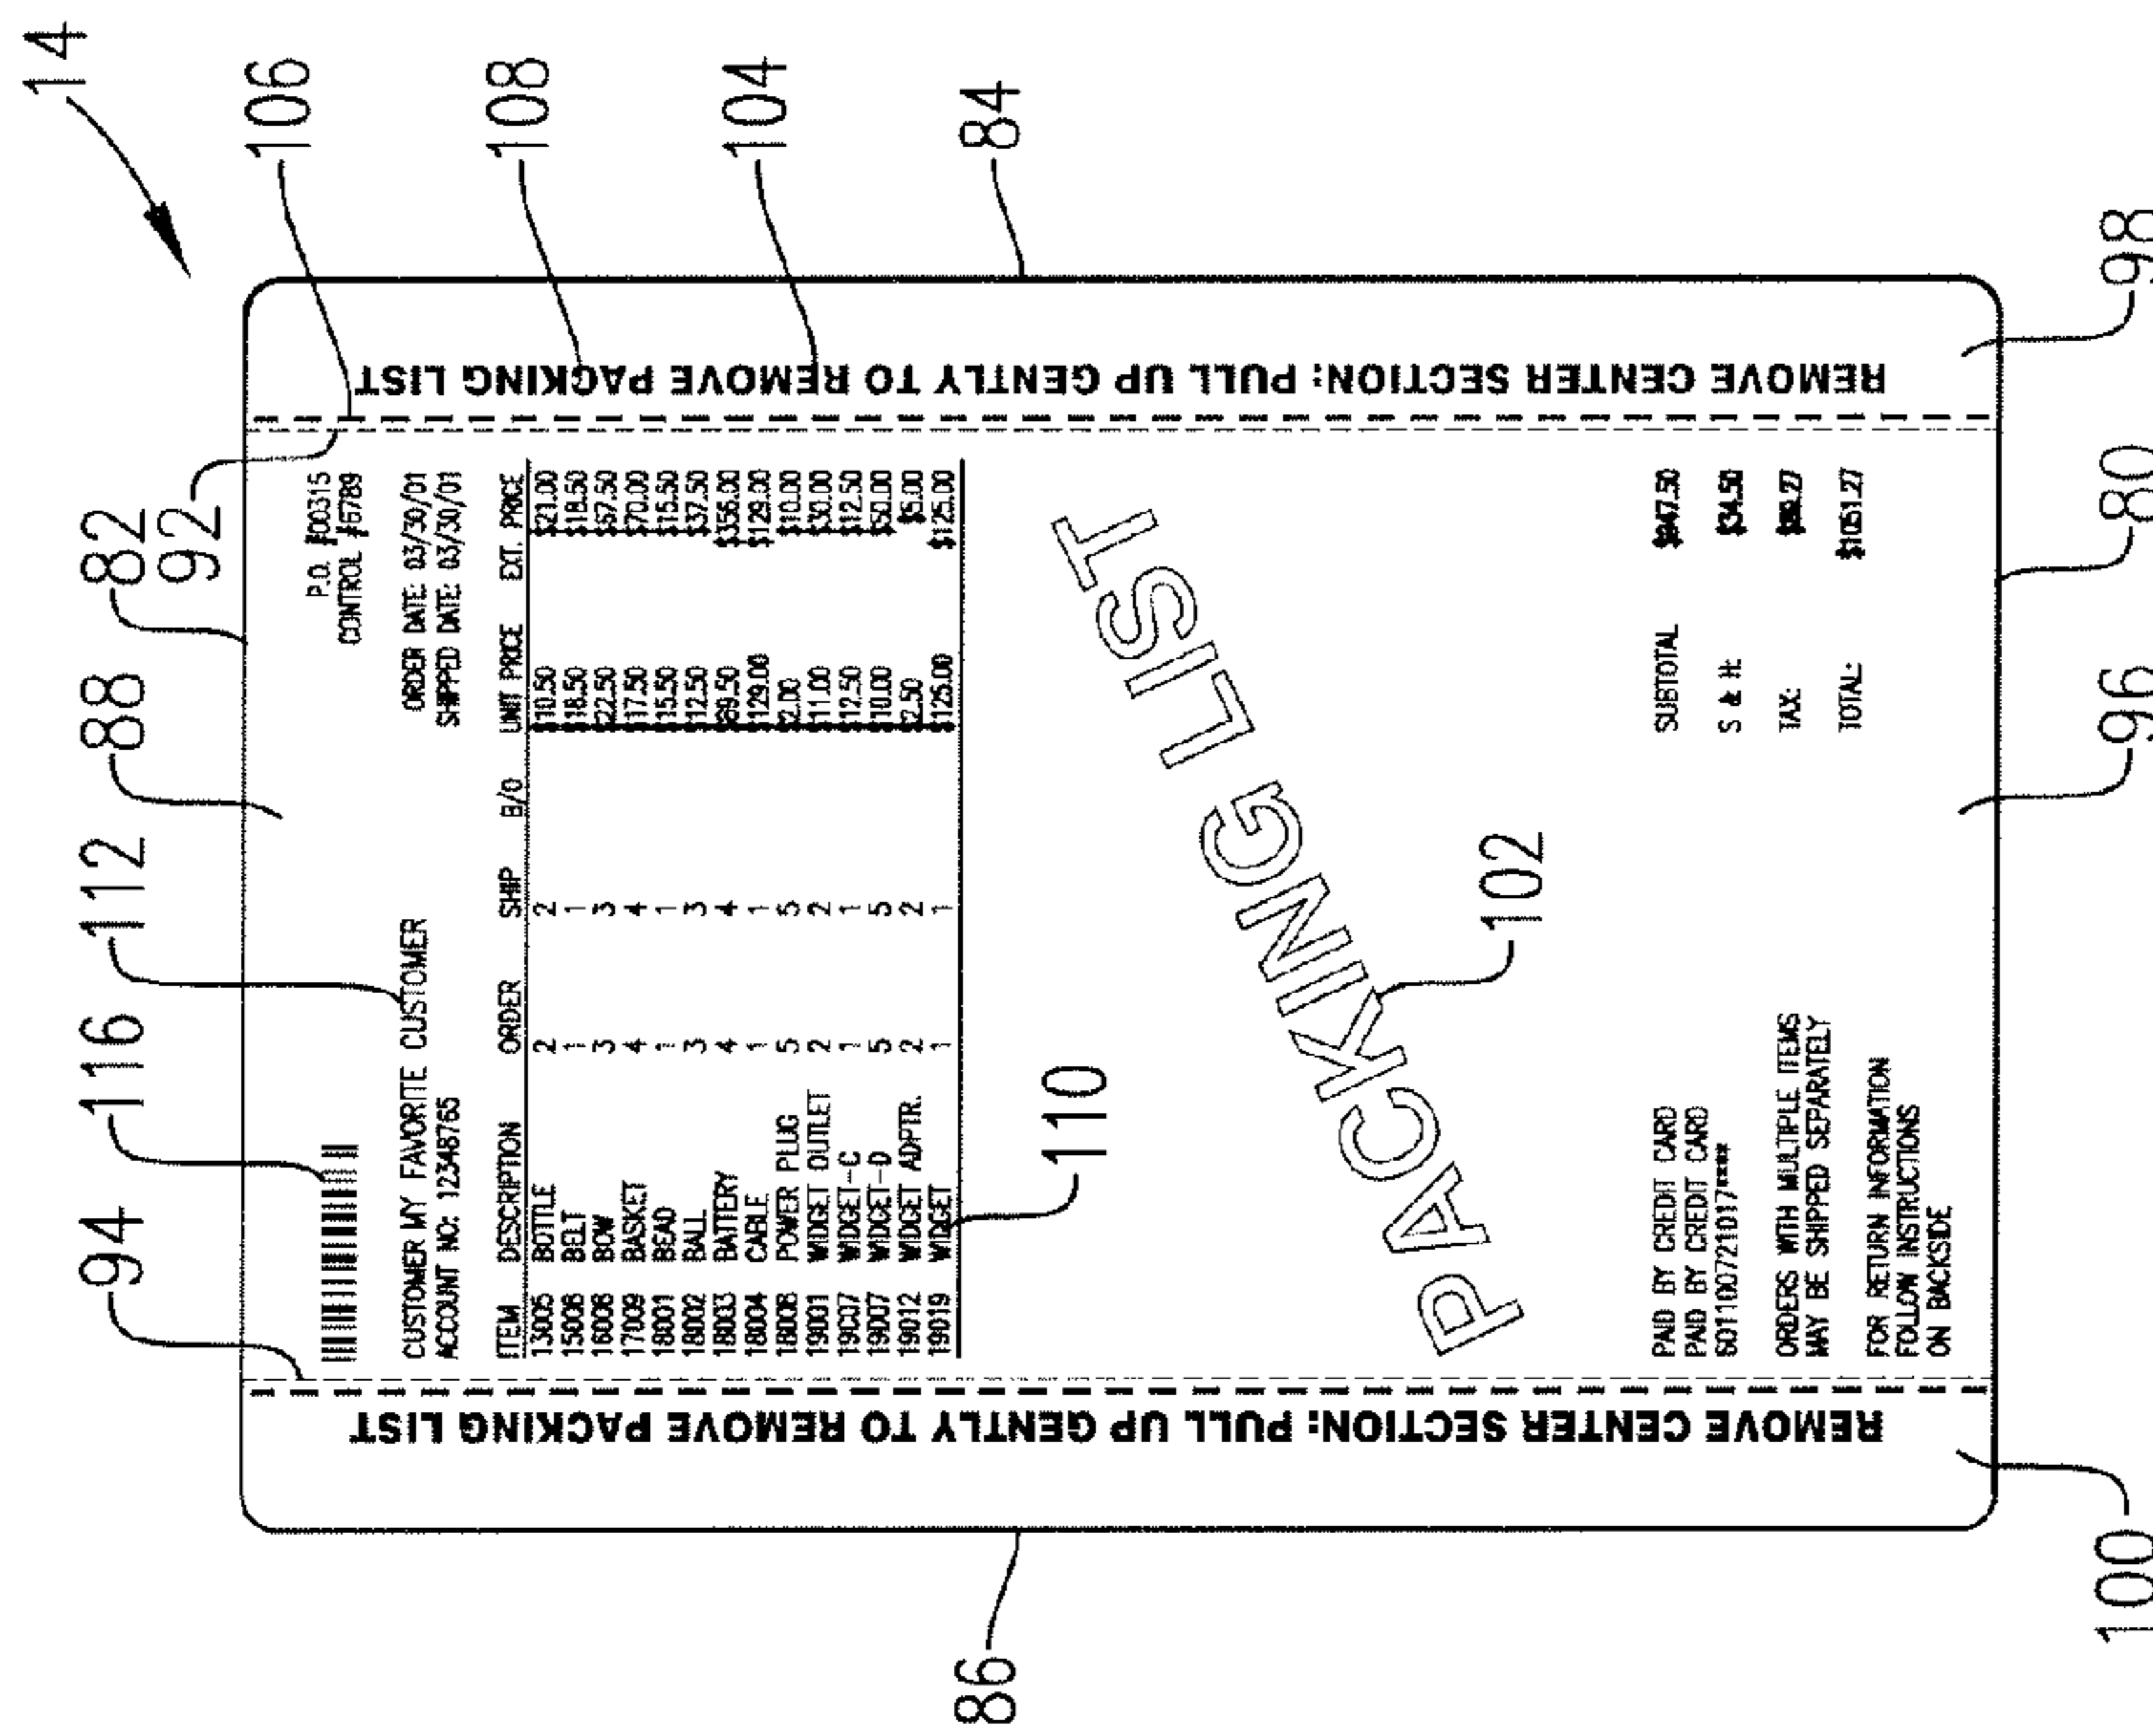 14
106
108
104
84
82
92
88
112
116
94
P.O. #00315
CONTROL #6789
CUSTOMER MY FAVORITE CUSTOMER ORDER DATE: 03/30/01
ACCOUNT NO: 12348765 SHIPPED DATE: 03/30/01
ITEM DESCRIPTION ORDER SHIP B/O UNIT PRICE EXT. PRICE
13005 BOTTLE 2 2 $10.50 $21.00
15006 BELT 1 1 $18.50 $18.50
16008 BOW 3 3 $22.50 $67.50
17009 BASKET 4 4 $17.50 $70.00
18001 BEAD 1 1 $15.50 $15.50
18002 BALL 3 3 $12.50 $37.50
18003 BATTERY 4 4 $89.50 $356.00
18004 CABLE 1 1 $129.00 $129.00
18008 POWER PLUG 5 5 $2.00 $10.00
19001 WIDGET OUTLET 2 2 $11.00 $30.00
19C07 WIDGET-C 1 1 $12.50 $12.50
19D07 WIDGET-D 5 5 $10.00 $50.00
19012 WIDGET ADPTR. 2 2 $2.50 $5.00
19019 WIDGET 1 1 $125.00 $125.00
110
PACKING LIST
102
PAID BY CREDIT CARD SUBTOTAL $947.50
PAID BY CREDIT CARD
6011007721017*** S & H: $34.50
ORDERS WITH MULTIPLE ITEMS TAX:
MAY BE SHIPPED SEPARATELY
TOTAL: $1051.27
FOR RETURN INFORMATION
FOLLOW INSTRUCTIONS
ON BACKSIDE
REMOVE CENTER SECTION: PULL UP GENTLY TO REMOVE PACKING LIST
REMOVE CENTER SECTION: PULL UP GENTLY TO REMOVE PACKING LIST
86
100
96
80
98